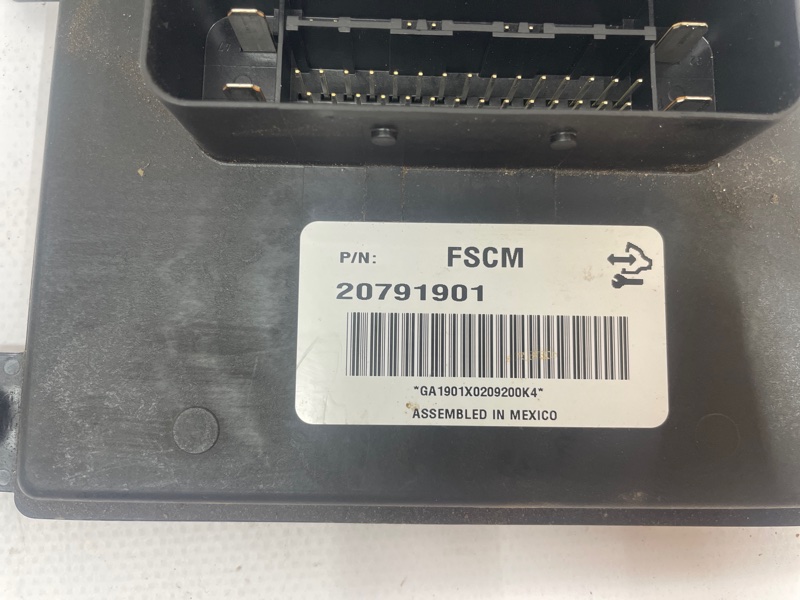 P/N: FSCM
20791901
*GA1901X0209200K4*
ASSEMBLED IN MEXICO